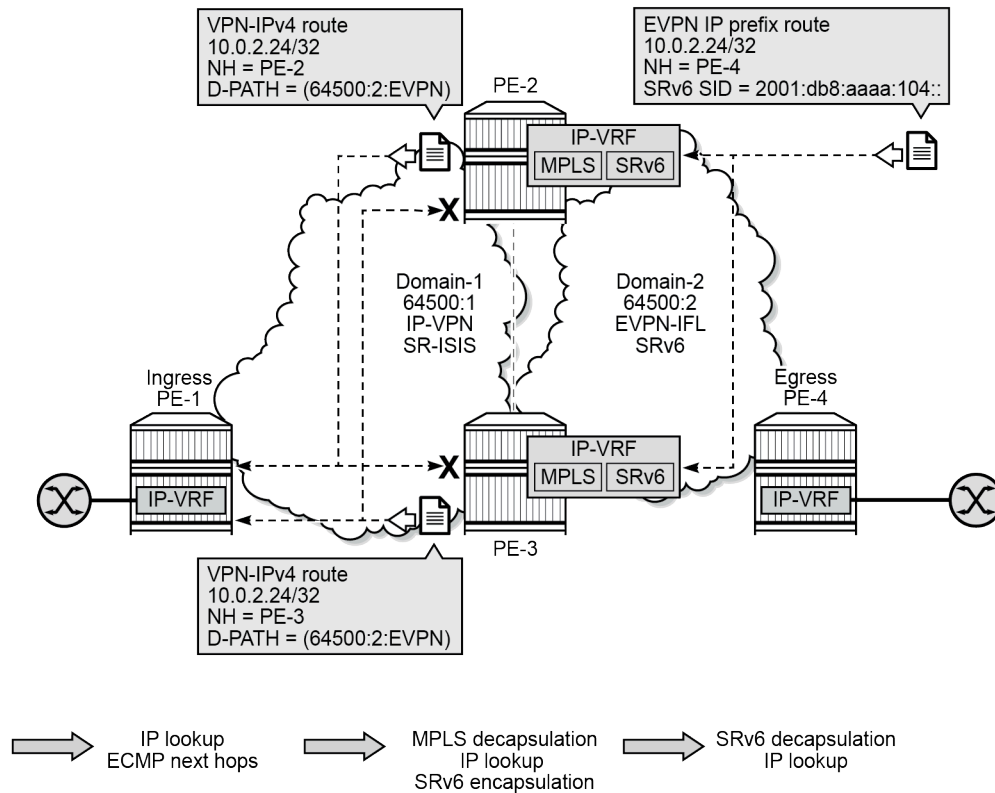 VPN-IPv4 route
10.0.2.24/32
NH = PE-2
D-PATH = (64500:2:EVPN)
PE-2
EVPN IP prefix route
10.0.2.24/32
NH = PE-4
SRv6 SID = 2001:db8:aaaa:104::
IP-VRF
MPLS
SRv6
X
Domain-1
64500:1
IP-VPN
SR-ISIS
Domain-2
64500:2
EVPN-IFL
SRv6
Ingress
PE-1
IP-VRF
X
IP-VRF
MPLS
SRv6
PE-3
Egress
PE-4
IP-VRF
VPN-IPv4 route
10.0.2.24/32
NH = PE-3
D-PATH = (64500:2:EVPN)
IP lookup
ECMP next hops
MPLS decapsulation
IP lookup
SRv6 encapsulation
SRv6 decapsulation
IP lookup